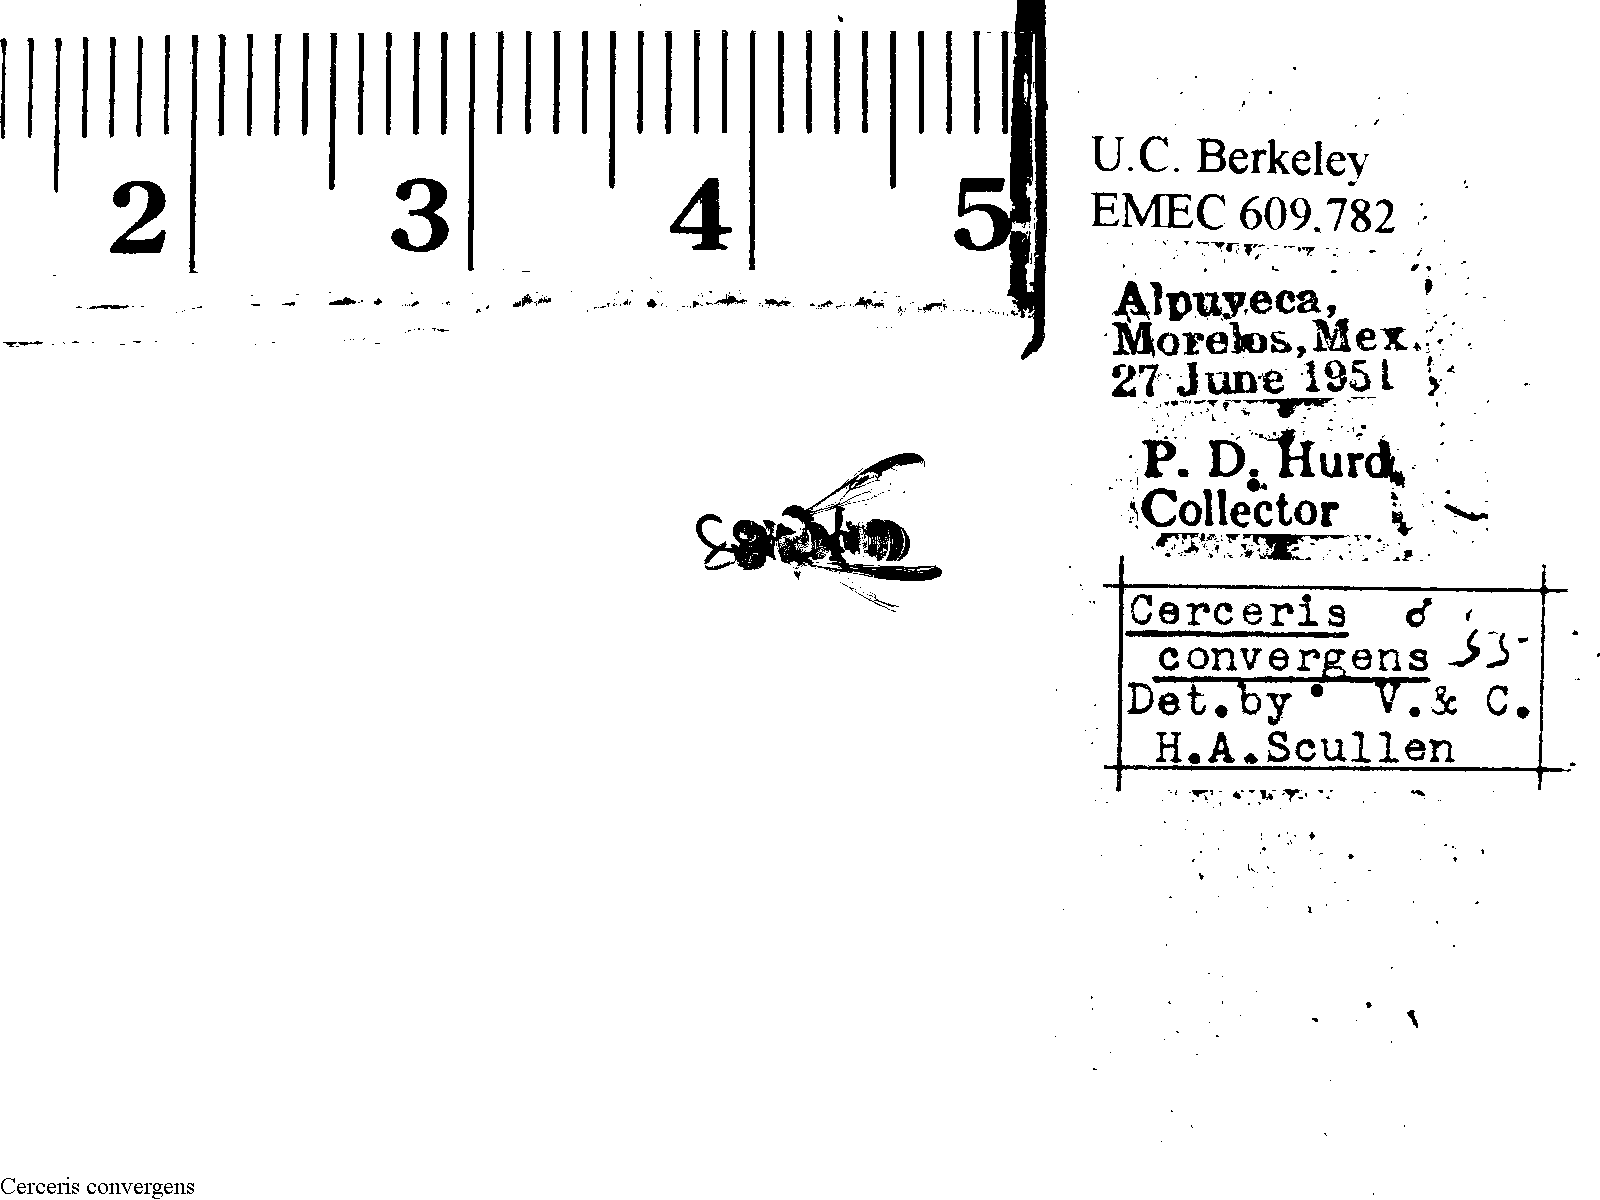 2 3 4 5
U.C. Berkeley
EMEC 609.782
Alpuyeca,
Morelos, Mex.
27 June 1951
P. D. Hurd
Collector
Cerceris ♂
convergens 55
Det. by V. & C.
H.A. Scullen
Cerceris convergens